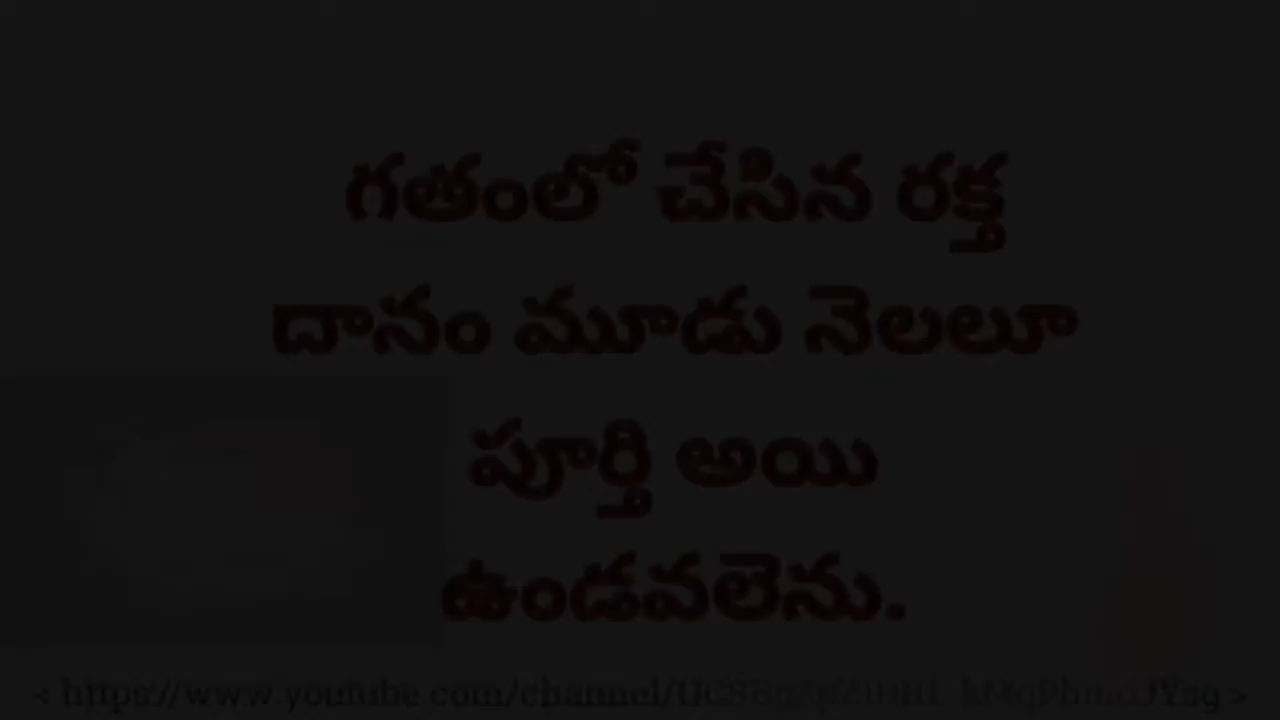 గతంలో చేసిన రక్త
దానం మూడు నెలలూ
పూర్తి అయి
ఉండవలెను.